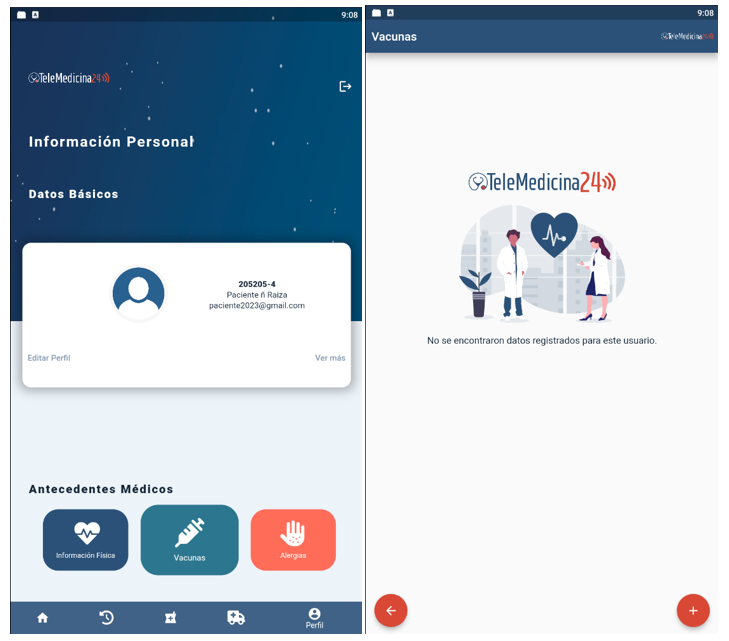 9:08
TeleMedicina24
Información Personal
Datos Básicos
205205-4
Paciente ñ Raiza
paciente2023@gmail.com
Editar Perfil
Ver más
Antecedentes Médicos
Información Física
Vacunas
Alergias
Perfil
9:08
Vacunas
TeleMedicina24
TeleMedicina24
No se encontraron datos registrados para este usuario.